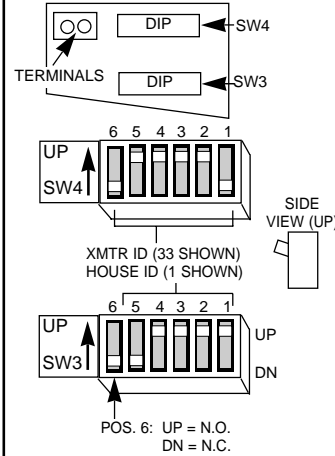 DIP
SW4
TERMINALS
DIP
SW3
6 5 4 3 2 1
UP
SW4
SIDE
VIEW (UP)
XMTR ID (33 SHOWN)
HOUSE ID (1 SHOWN)
6 5 4 3 2 1
UP
SW3
UP
DN
POS. 6: UP = N.O.
DN = N.C.